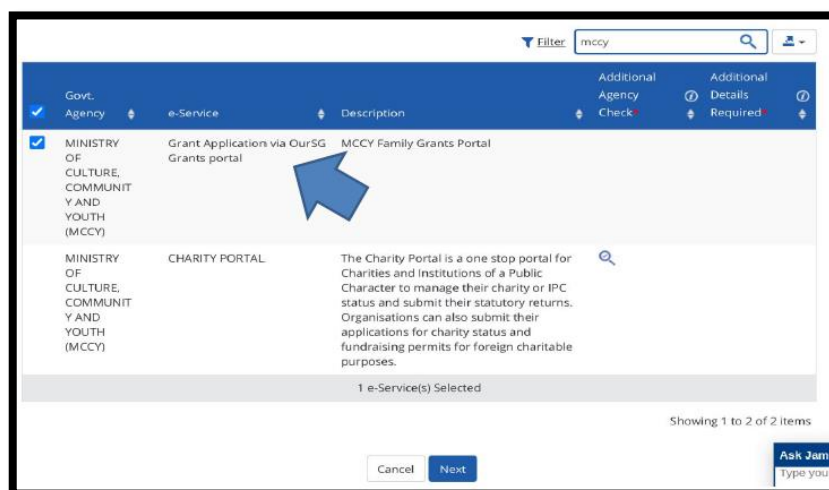 Filter mccy
Additional Agency Check*
Additional Details Required*
Govt. Agency
e-Service
Description
MINISTRY
OF
CULTURE,
COMMUNIT
Y AND
YOUTH
(MCCY)
Grant Application via OurSG
Grants portal
MCCY Family Grants Portal
MINISTRY
OF
CULTURE,
COMMUNIT
Y AND
YOUTH
(MCCY)
CHARITY PORTAL
The Charity Portal is a one stop portal for
Charities and Institutions of a Public
Character to manage their charity or IPC
status and submit their statutory returns.
Organisations can also submit their
applications for charity status and
fundraising permits for foreign charitable
purposes.
1 e-Service(s) Selected
Showing 1 to 2 of 2 items
Cancel Next
Ask Jam
Type you